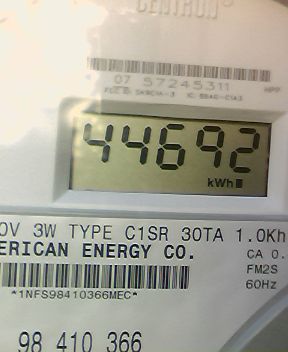 CENTRON®
07 57245311
44692
kWh
0V 3W TYPE C1SR 30TA 1.0Kh
ERICAN ENERGY CO.
CA 0.
FM2S
*1NFS98410366MEC*
60Hz
98 410 366